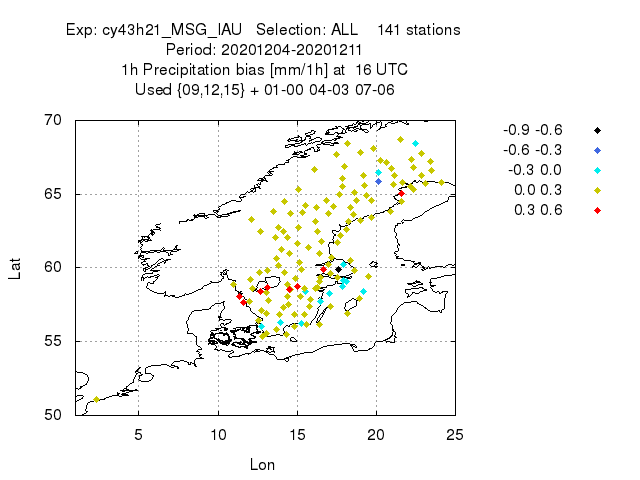 Exp: cy43h21_MSG_IAU Selection: ALL 141 stations
Period: 20201204-20201211
1h Precipitation bias [mm/1h] at 16 UTC
Used {09,12,15} + 01-00 04-03 07-06
70
65
60
55
50
Lat
5 10 15 20 25
Lon
-0.9 -0.6
-0.6 -0.3
-0.3 0.0
0.0 0.3
0.3 0.6